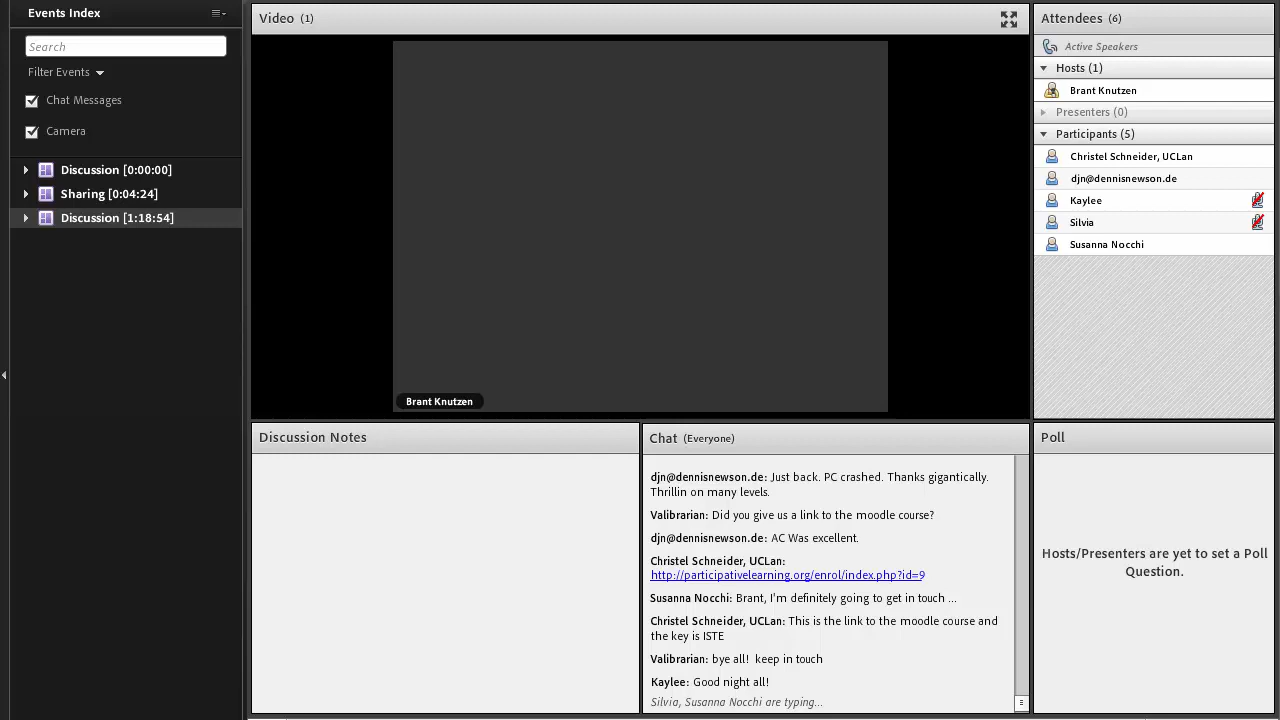 Events Index
Search
Filter Events
Chat Messages
Camera
Discussion [0:00:00]
Sharing [0:04:24]
Discussion [1:18:54]
Video (1)
Brant Knutzen
Attendees (6)
Active Speakers
Hosts (1)
Brant Knutzen
Presenters (0)
Participants (5)
Christel Schneider, UCLan
djn@dennisnewson.de
Kaylee
Silvia
Susanna Nocchi
Discussion Notes
Chat (Everyone)
djn@dennisnewson.de: Just back. PC crashed. Thanks gigantically.
Thrillin on many levels.
Valibrarian: Did you give us a link to the moodle course?
djn@dennisnewson.de: AC Was excellent.
Christel Schneider, UCLan:
http://participativelearning.org/enrol/index.php?id=9
Susanna Nocchi: Brant, I'm definitely going to get in touch ...
Christel Schneider, UCLan: This is the link to the moodle course and
the key is ISTE
Valibrarian: bye all! keep in touch
Kaylee: Good night all!
Silvia, Susanna Nocchi are typing...
Poll
Hosts/Presenters are yet to set a Poll
Question.